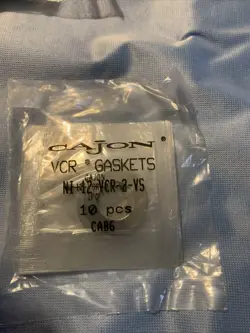 CAJON
VCR ® GASKETS
NI-12-VCR-2-VS
10 pcs
CAB6